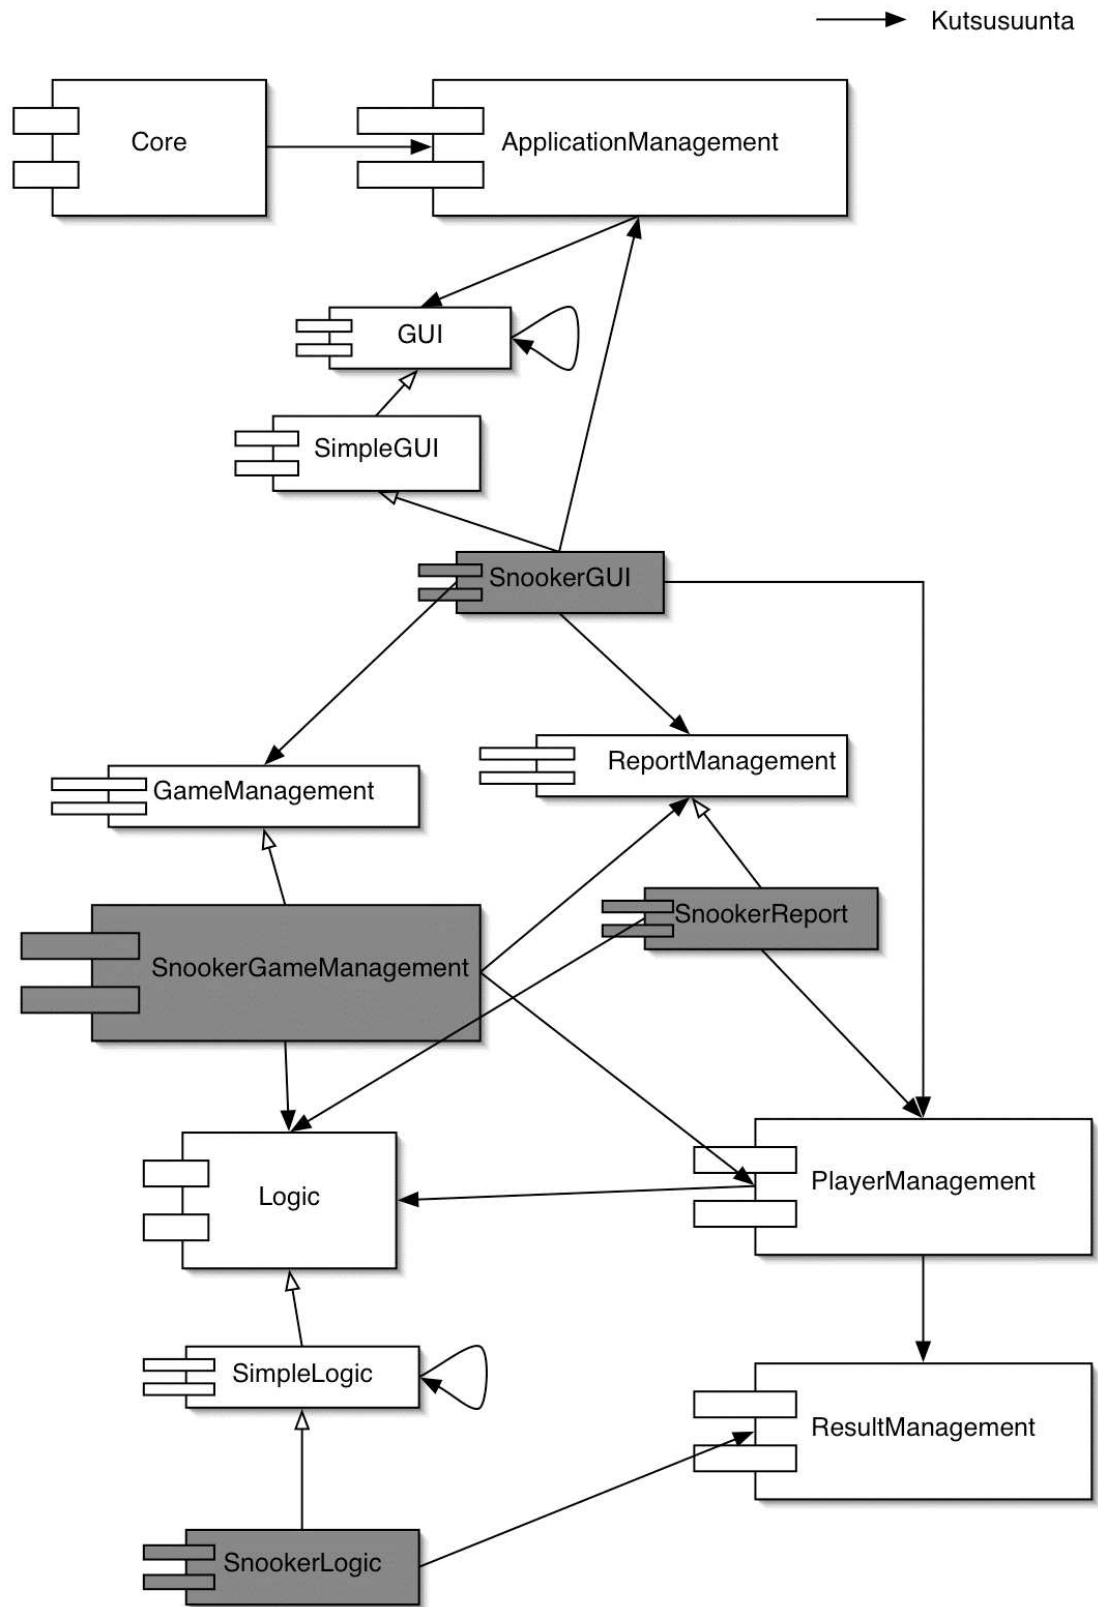 Kutsusuunta
Core
ApplicationManagement
GUI
SimpleGUI
SnookerGUI
ReportManagement
GameManagement
SnookerReport
SnookerGameManagement
PlayerManagement
Logic
SimpleLogic
ResultManagement
SnookerLogic